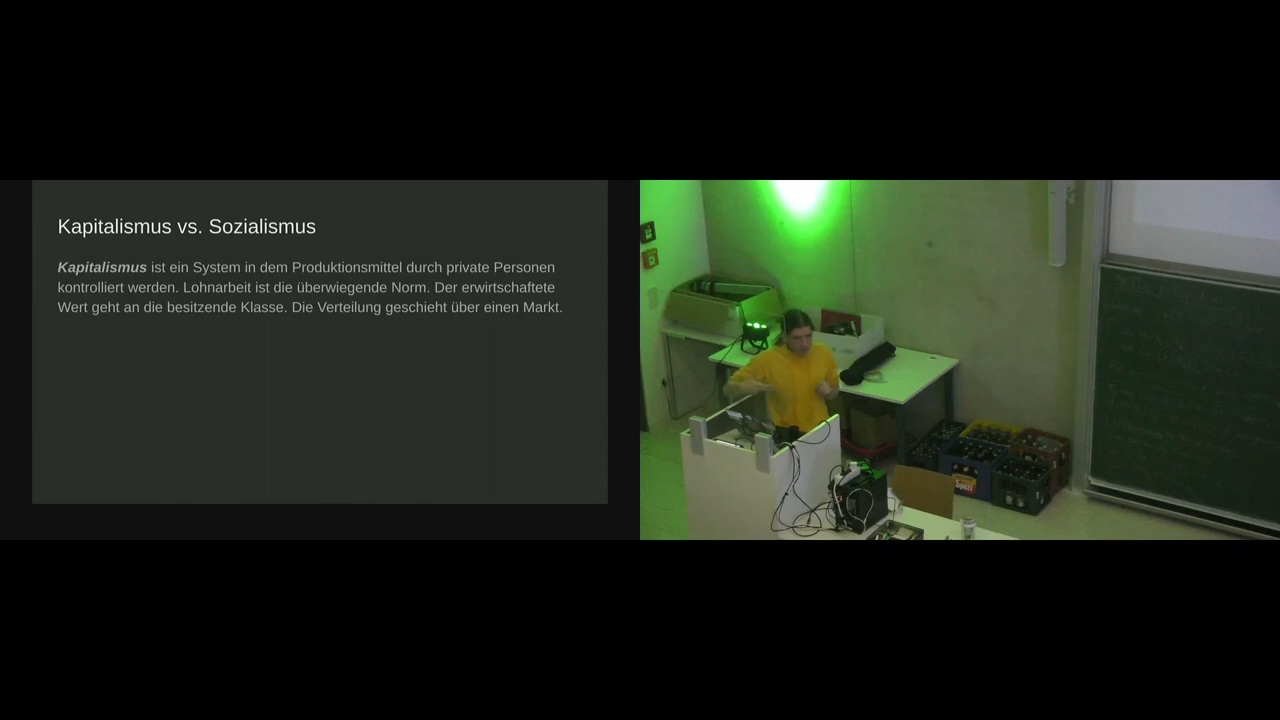 Kapitalismus vs. Sozialismus
Kapitalismus ist ein System in dem Produktionsmittel durch private Personen
kontrolliert werden. Lohnarbeit ist die überwiegende Norm. Der erwirtschaftete
Wert geht an die besitzende Klasse. Die Verteilung geschieht über einen Markt.
Spezi